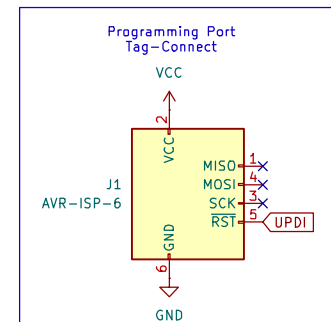 Programming Port
Tag-Connect
VCC
2
VCC
MISO 1
J1
MOSI 4
AVR-ISP-6
SCK 3
RST 5 UPDI
GND
6
GND